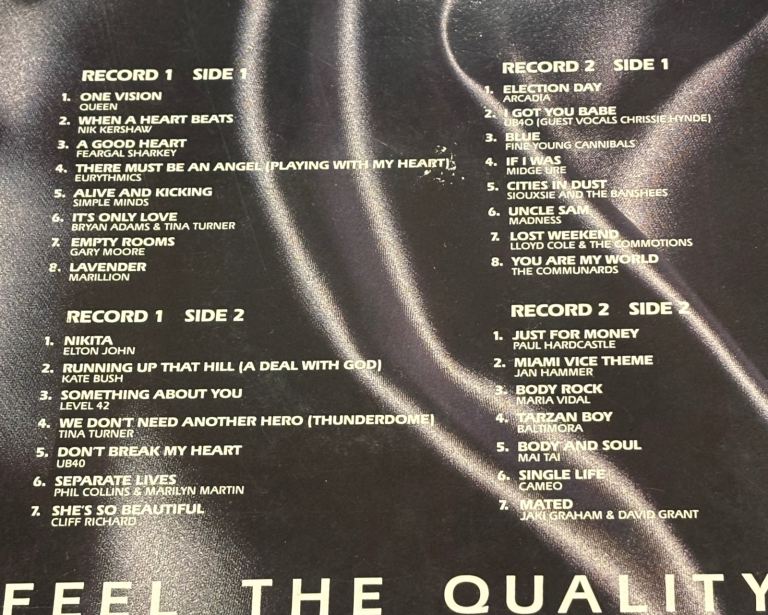 RECORD 1 SIDE 1
1. ONE VISION
QUEEN
2. WHEN A HEART BEATS
NIK KERSHAW
3. A GOOD HEART
FEARGAL SHARKEY
4. THERE MUST BE AN ANGEL (PLAYING WITH MY HEART)
EURYTHMICS
5. ALIVE AND KICKING
SIMPLE MINDS
6. IT'S ONLY LOVE
BRYAN ADAMS & TINA TURNER
7. EMPTY ROOMS
GARY MOORE
8. LAVENDER
MARILLION
RECORD 1 SIDE 2
1. NIKITA
ELTON JOHN
2. RUNNING UP THAT HILL (A DEAL WITH GOD)
KATE BUSH
3. SOMETHING ABOUT YOU
LEVEL 42
4. WE DON'T NEED ANOTHER HERO (THUNDERDOME)
TINA TURNER
5. DON'T BREAK MY HEART
UB40
6. SEPARATE LIVES
PHIL COLLINS & MARILYN MARTIN
7. SHE'S SO BEAUTIFUL
CLIFF RICHARD
RECORD 2 SIDE 1
1. ELECTION DAY
ARCADIA
2. I GOT YOU BABE
UB40 (GUEST VOCALS CHRISSIE HYNDE)
3. BLUE
FINE YOUNG CANNIBALS
4. IF I WAS
MIDGE URE
5. CITIES IN DUST
SIOUXSIE AND THE BANSHEES
6. UNCLE SAM
MADNESS
7. LOST WEEKEND
LLOYD COLE & THE COMMOTIONS
8. YOU ARE MY WORLD
THE COMMUNARDS
RECORD 2 SIDE 2
1. JUST FOR MONEY
PAUL HARDCASTLE
2. MIAMI VICE THEME
JAN HAMMER
3. BODY ROCK
MARIA VIDAL
4. TARZAN BOY
BALTIMORA
5. BODY AND SOUL
MAI TAI
6. SINGLE LIFE
CAMEO
7. MATED
JAKI GRAHAM & DAVID GRANT
FEEL THE QUALITY